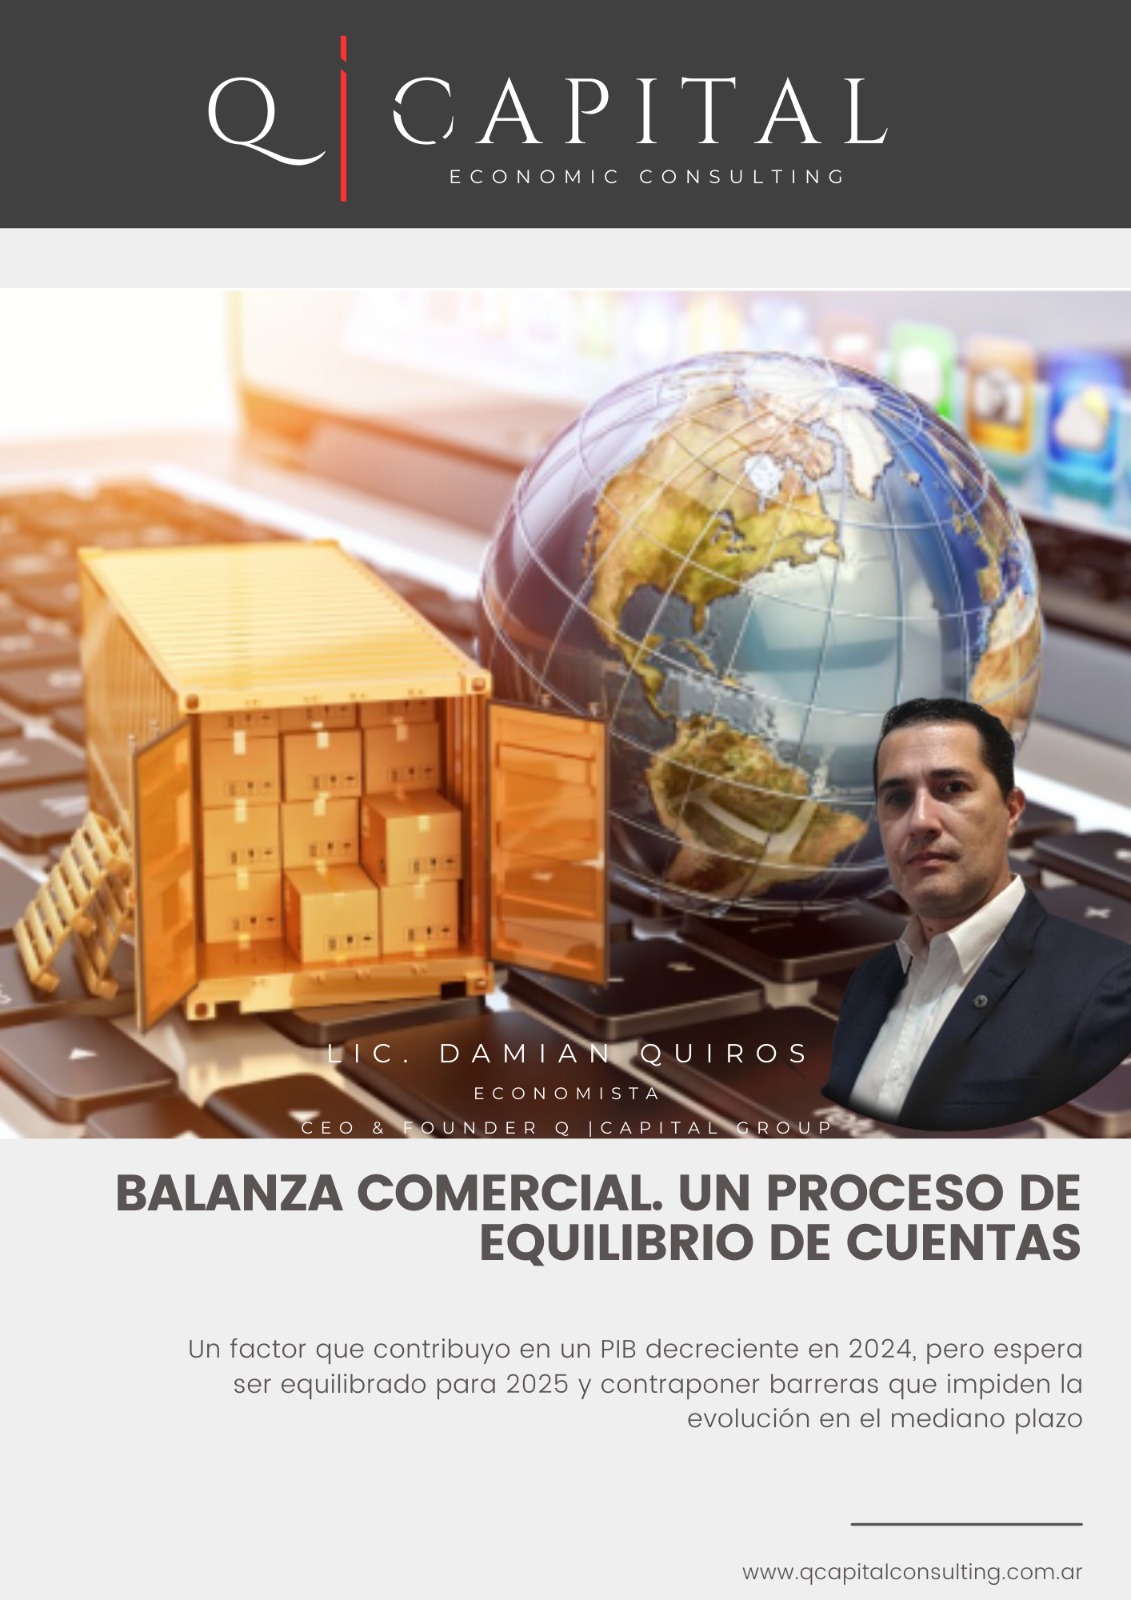 Q | CAPITAL
ECONOMIC CONSULTING
LIC. DAMIAN QUIROS
ECONOMISTA
CEO & FOUNDER Q |CAPITAL GROUP
BALANZA COMERCIAL. UN PROCESO DE
EQUILIBRIO DE CUENTAS
Un factor que contribuyo en un PIB decreciente en 2024, pero espera
ser equilibrado para 2025 y contraponer barreras que impiden la
evolución en el mediano plazo
www.qcapitalconsulting.com.ar